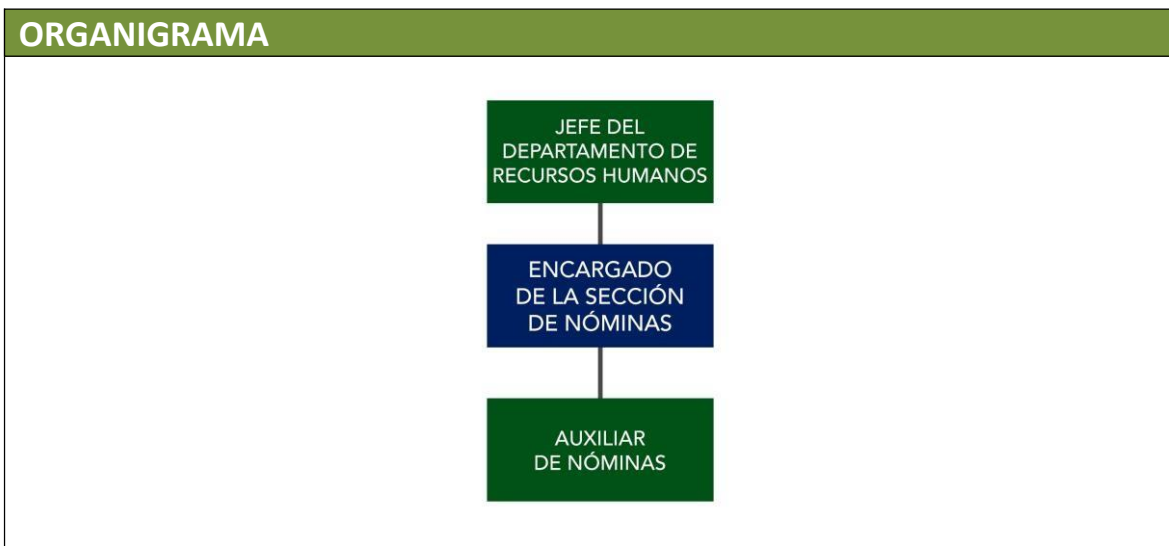 ORGANIGRAMA
JEFE DEL
DEPARTAMENTO DE
RECURSOS HUMANOS
ENCARGADO
DE LA SECCIÓN
DE NÓMINAS
AUXILIAR
DE NÓMINAS